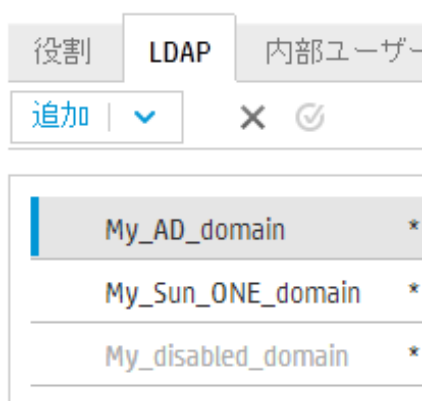 役割 LDAP 内部ユーザー
追加
My_AD_domain *
My_Sun_ONE_domain *
My_disabled_domain *